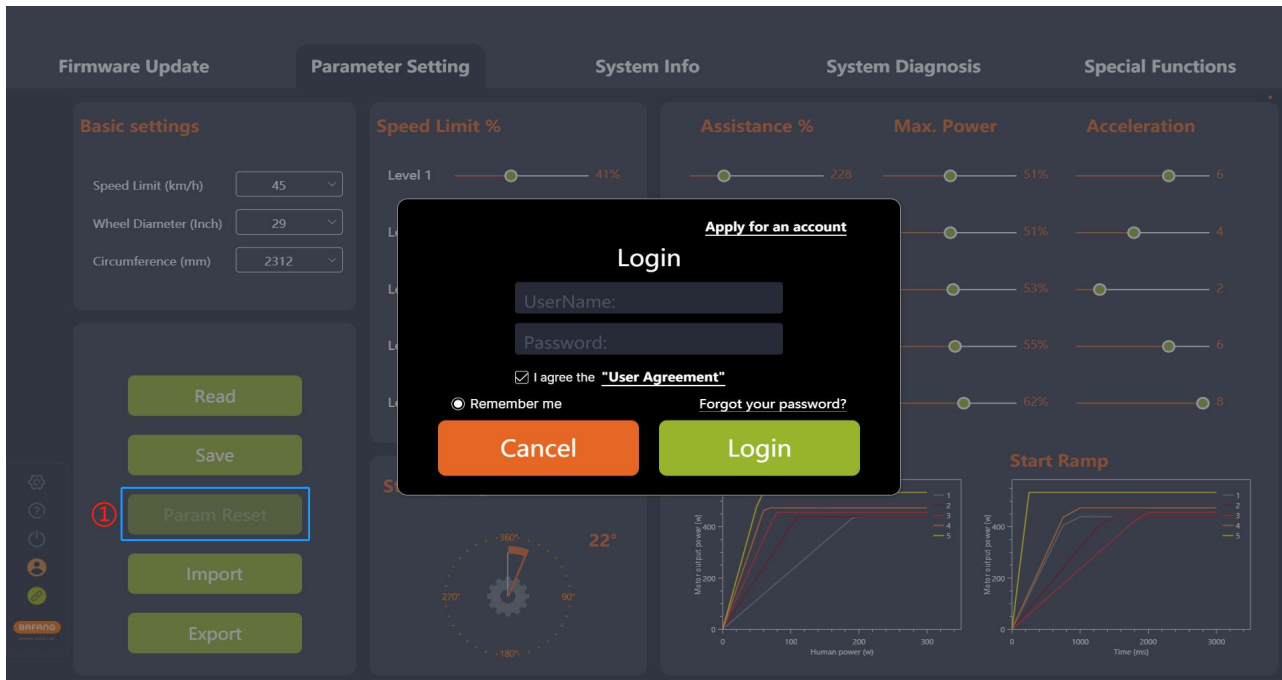 Firmware Update
Parameter Setting
System Info
System Diagnosis
Special Functions
Basic settings
Speed Limit (km/h) 45
Wheel Diameter (Inch) 29
Circumference (mm) 2312
Read
Save
① Param Reset
Import
Export
BAFANG
Speed Limit %
Level 1 41%
Assistance % Max. Power Acceleration
228 51% 6
51% 4
53% 2
55% 6
62% 8
Apply for an account
Login
UserName:
Password:
I agree the "User Agreement"
Remember me Forgot your password?
Cancel Login
22°
360°
270° 90°
180°
Motor output power (w)
400
200
0
0 100 200 300
Human power (w)
1
2
3
4
5
Start Ramp
Motor output power (w)
400
200
0
0 1000 2000 3000
Time (ms)
1
2
3
4
5